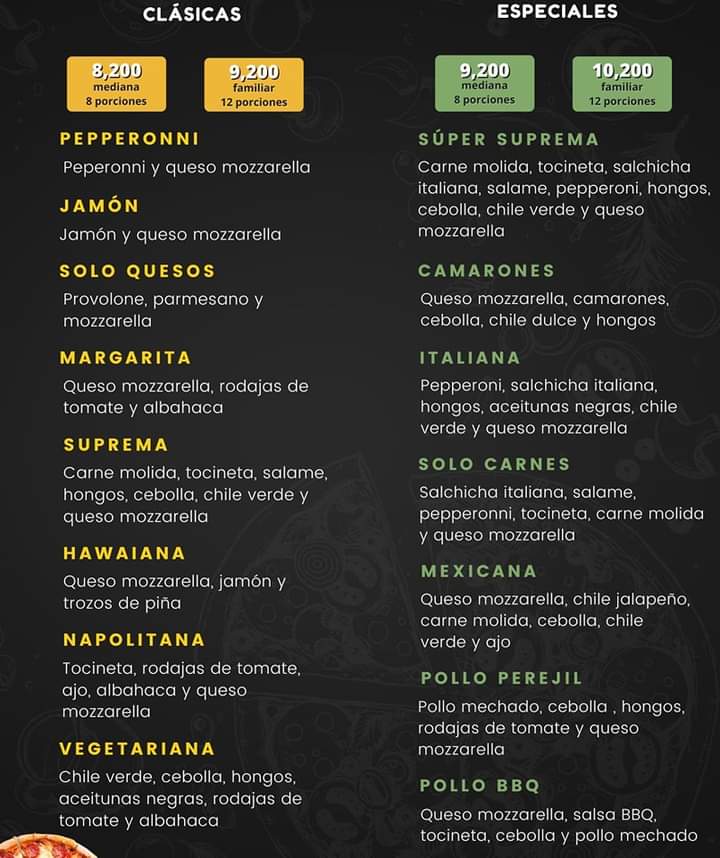 CLÁSICAS
8,200
mediana
8 porciones
9,200
familiar
12 porciones
PEPPERONNI
Peperonni y queso mozzarella
JAMÓN
Jamón y queso mozzarella
SOLO QUESOS
Provolone, parmesano y
mozzarella
MARGARITA
Queso mozzarella, rodajas de
tomate y albahaca
SUPREMA
Carne molida, tocineta, salame,
hongos, cebolla, chile verde y
queso mozzarella
HAWAIANA
Queso mozzarella, jamón y
trozos de piña
NAPOLITANA
Tocineta, rodajas de tomate,
ajo, albahaca y queso
mozzarella
VEGETARIANA
Chile verde, cebolla, hongos,
aceitunas negras, rodajas de
tomate y albahaca
ESPECIALES
9,200
mediana
8 porciones
10,200
familiar
12 porciones
SÚPER SUPREMA
Carne molida, tocineta, salchicha
italiana, salame, pepperoni, hongos,
cebolla, chile verde y queso
mozzarella
CAMARONES
Queso mozzarella, camarones,
cebolla, chile dulce y hongos
ITALIANA
Pepperoni, salchicha italiana,
hongos, aceitunas negras, chile
verde y queso mozzarella
SOLO CARNES
Salchicha italiana, salame,
pepperonni, tocineta, carne molida
y queso mozzarella
MEXICANA
Queso mozzarella, chile jalapeño,
carne molida, cebolla, chile
verde y ajo
POLLO PEREJIL
Pollo mechado, cebolla , hongos,
rodajas de tomate y queso
mozzarella
POLLO BBQ
Queso mozzarella, salsa BBQ,
tocineta, cebolla y pollo mechado